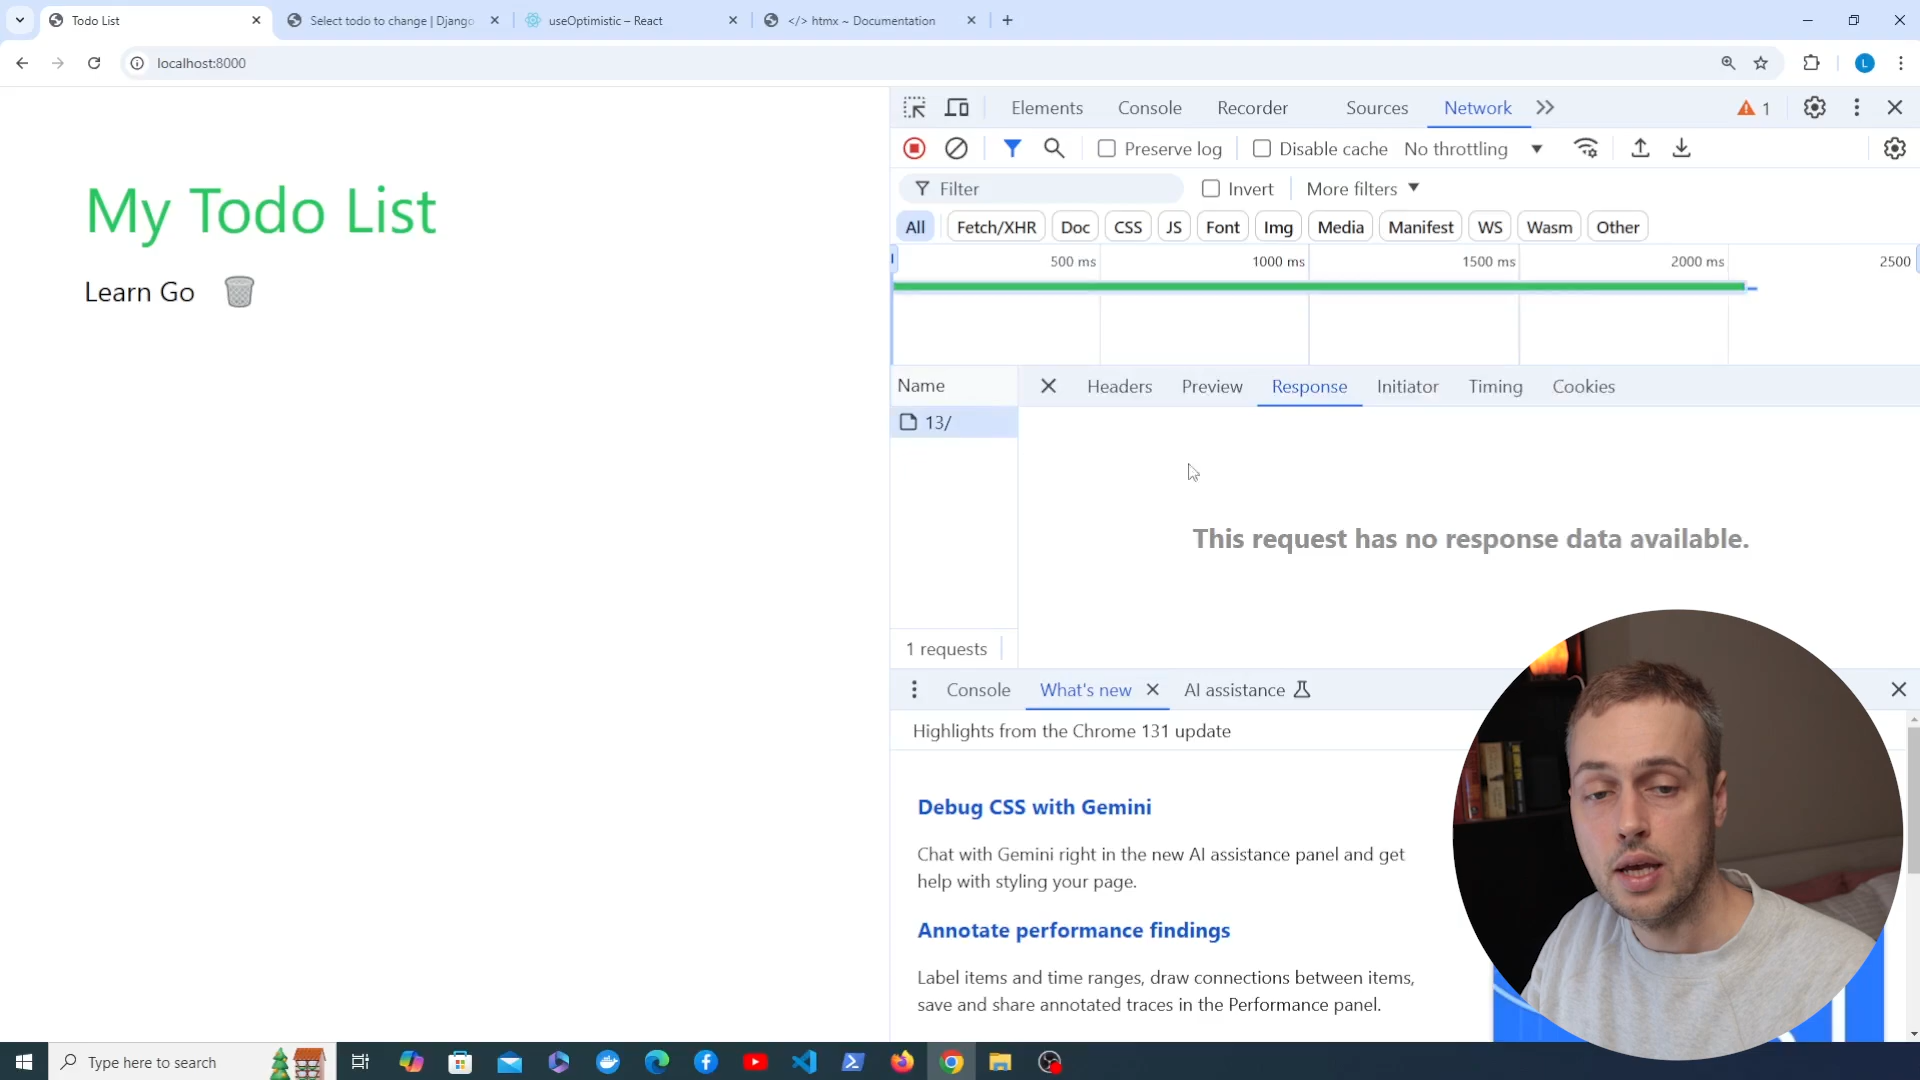 Todo List
Select todo to change | Django
useOptimistic – React
</> htmx ~ Documentation
localhost:8000
L
Elements
Console
Recorder
Sources
Network
1
Preserve log
Disable cache
No throttling
Filter
Invert
More filters
All
Fetch/XHR
Doc
CSS
JS
Font
Img
Media
Manifest
WS
Wasm
Other
500 ms
1000 ms
1500 ms
2000 ms
2500
My Todo List
Learn Go
Name
Headers
Preview
Response
Initiator
Timing
Cookies
13/
This request has no response data available.
1 requests
Console
What's new
AI assistance
Highlights from the Chrome 131 update
Debug CSS with Gemini
Chat with Gemini right in the new AI assistance panel and get
help with styling your page.
Annotate performance findings
Label items and time ranges, draw connections between items,
save and share annotated traces in the Performance panel.
Type here to search